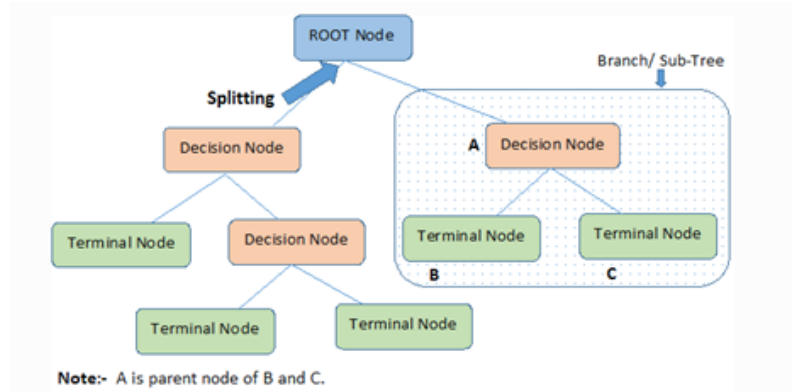 ROOT Node
Branch/ Sub-Tree
Splitting
Decision Node
A Decision Node
Terminal Node
Decision Node
Terminal Node
Terminal Node
B
C
Terminal Node
Terminal Node
Note:- A is parent node of B and C.